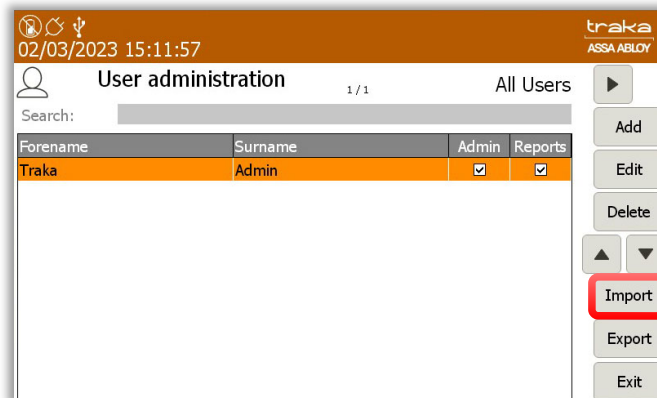 traka
02/03/2023 15:11:57
ASSA ABLOY
User administration 1 / 1 All Users
Search:
Add
Forename Surname Admin Reports
Traka Admin
Edit
Delete
Import
Export
Exit